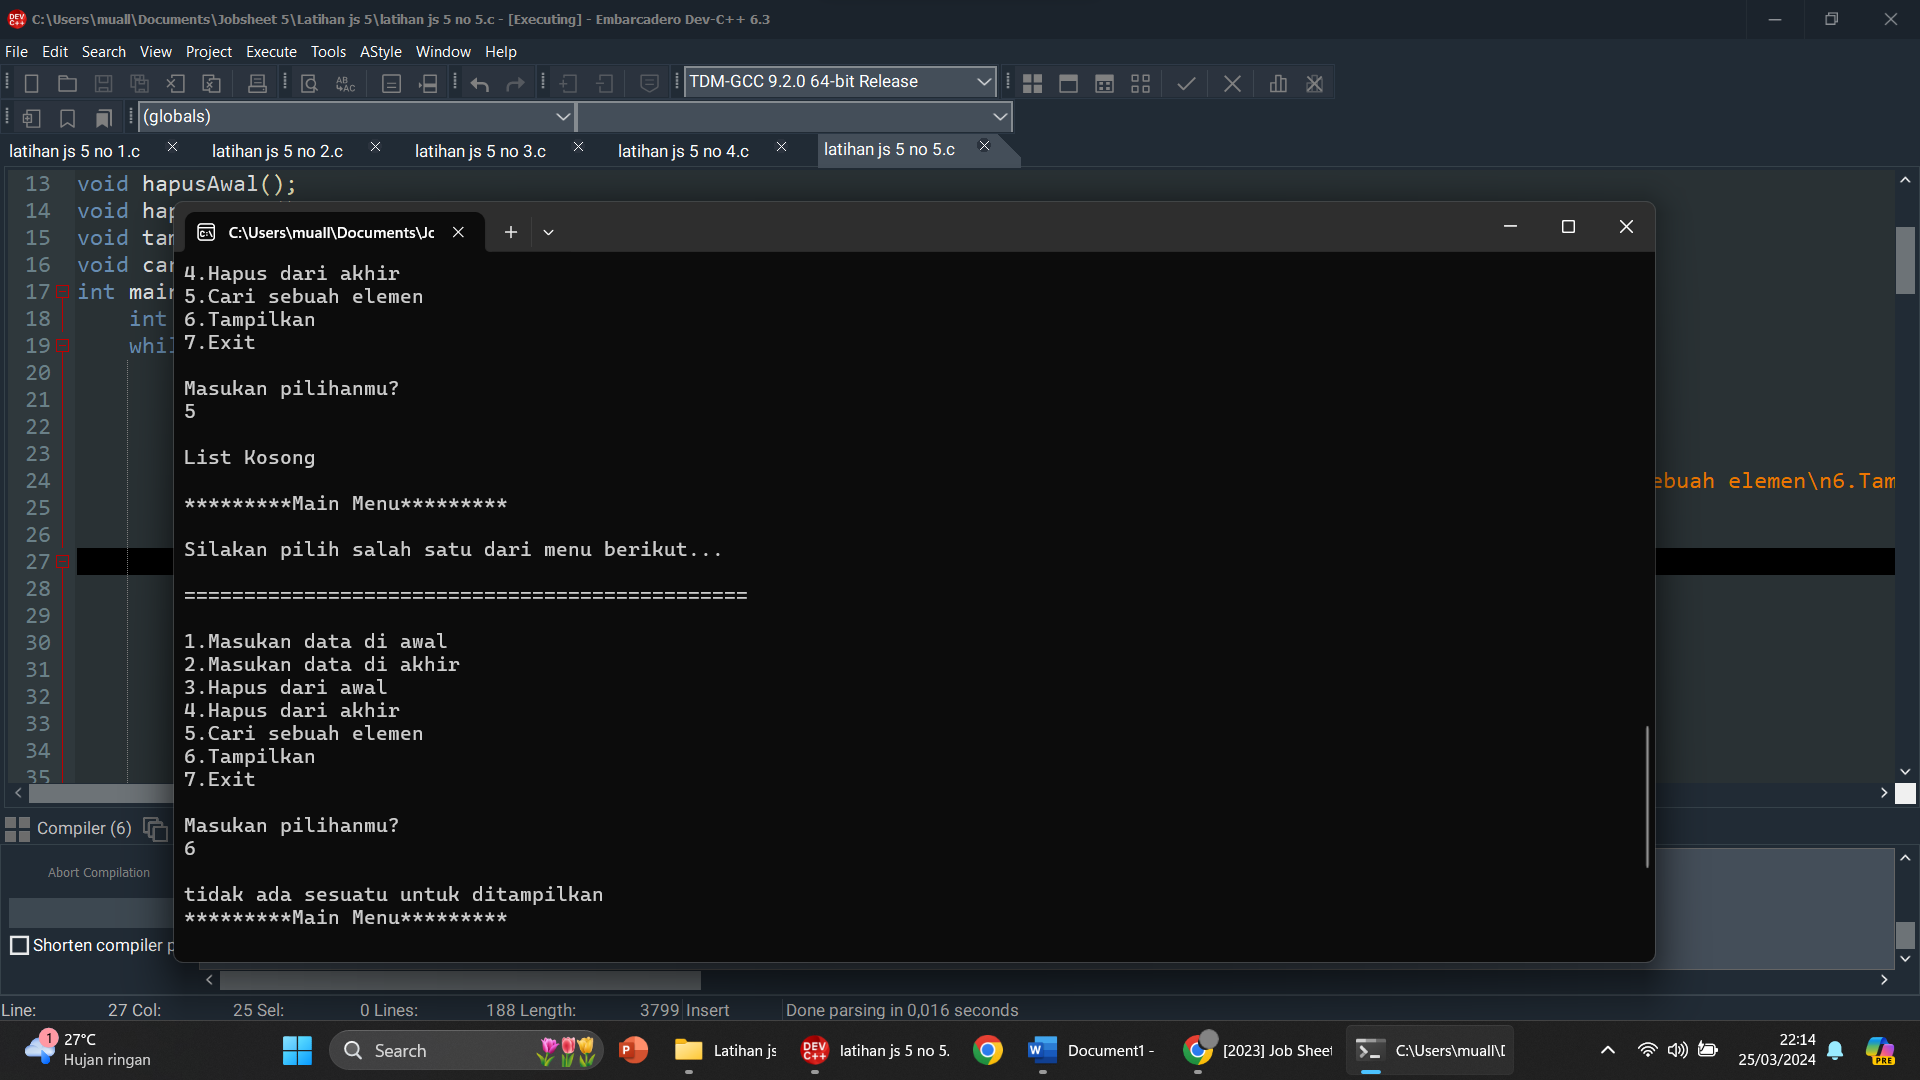 C:\Users\muall\Documents\Jobsheet 5\Latihan js 5\latihan js 5 no 5.c - [Executing] - Embarcadero Dev-C++ 6.3
File Edit Search View Project Execute Tools AStyle Window Help
TDM-GCC 9.2.0 64-bit Release
(globals)
latihan js 5 no 1.c latihan js 5 no 2.c latihan js 5 no 3.c latihan js 5 no 4.c latihan js 5 no 5.c
13 void hapusAwal();
14 void hap
15 void tam
16 void car
17 int main
18 int
19 whil
20
21
22
23
24 ebuah elemen\n6.Tam
25
26
27
28
29
30
31
32
33
34
35
C:\Users\muall\Documents\Jc
4.Hapus dari akhir
5.Cari sebuah elemen
6.Tampilkan
7.Exit
Masukan pilihanmu?
5
List Kosong
*********Main Menu*********
Silakan pilih salah satu dari menu berikut...
===============================================
1.Masukan data di awal
2.Masukan data di akhir
3.Hapus dari awal
4.Hapus dari akhir
5.Cari sebuah elemen
6.Tampilkan
7.Exit
Masukan pilihanmu?
6
tidak ada sesuatu untuk ditampilkan
*********Main Menu*********
Compiler (6)
Abort Compilation
Shorten compiler p
Line: 27 Col: 25 Sel: 0 Lines: 188 Length: 3799 Insert Done parsing in 0,016 seconds
1 27°C
Hujan ringan
Search
Latihan js
latihan js 5 no 5.
Document1 -
[2023] Job Sheet
C:\Users\muall\D
22:14
25/03/2024
PRE